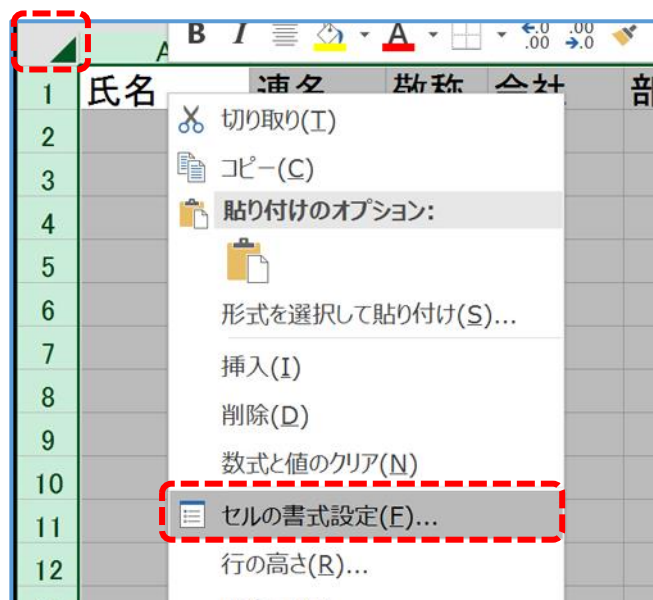 A B I A .00 .00
1 氏名 連名 敬称 会社 部
2 切り取り(T)
3 コピー(C)
4 貼り付けのオプション:
5
6 形式を選択して貼り付け(S)...
7 挿入(I)
8 削除(D)
9 数式と値のクリア(N)
10
11 セルの書式設定(F)...
12 行の高さ(R)...